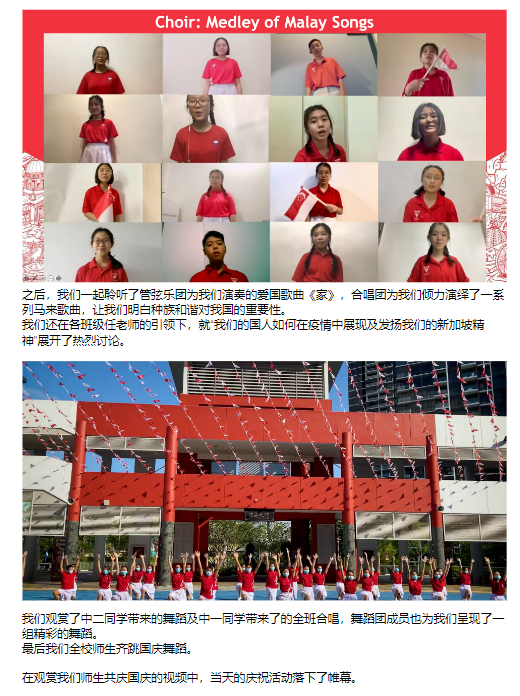 Choir: Medley of Malay Songs
之后，我们一起聆听了管弦乐团为我们演奏的爱国歌曲《家》，合唱团为我们倾力演绎了一系
列马来歌曲，让我们明白种族和谐对我国的重要性。
我们还在各班级任老师的引领下，就“我们的国人如何在疫情中展现及发扬我们的新加坡精
神”展开了热烈讨论。
我们观赏了中二同学带来的舞蹈及中一同学带来了的全班合唱，舞蹈团成员也为我们呈现了一
组精彩的舞蹈。
最后我们全校师生齐跳国庆舞蹈。
在观赏我们师生共庆国庆的视频中，当天的庆祝活动落下了帷幕。